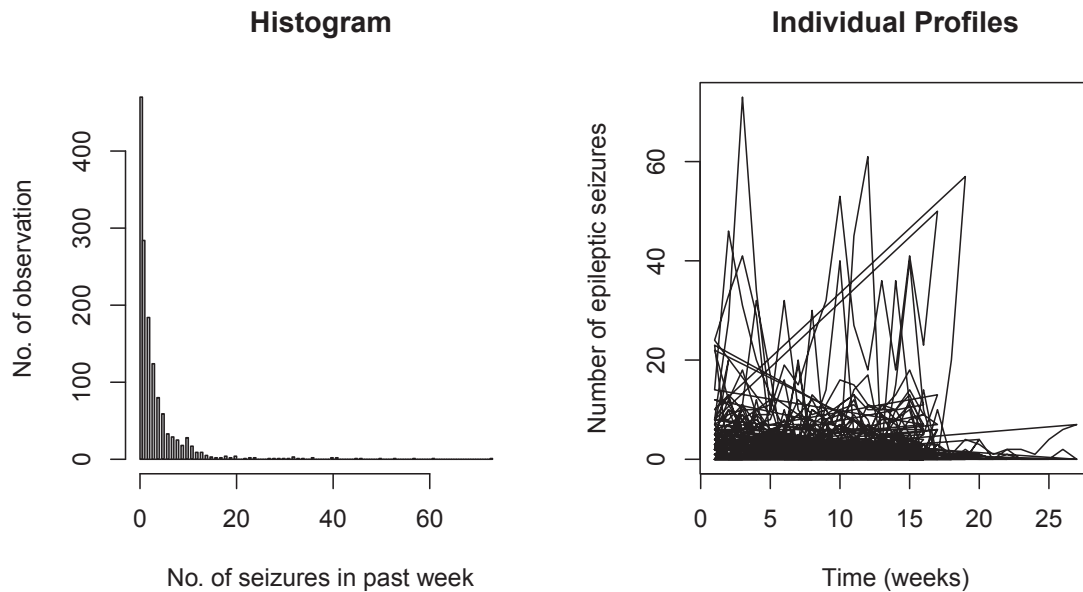 Histogram
No. of observation
0 100 200 300 400
0 20 40 60
No. of seizures in past week
Individual Profiles
Number of epileptic seizures
0 20 40 60
0 5 10 15 20 25
Time (weeks)